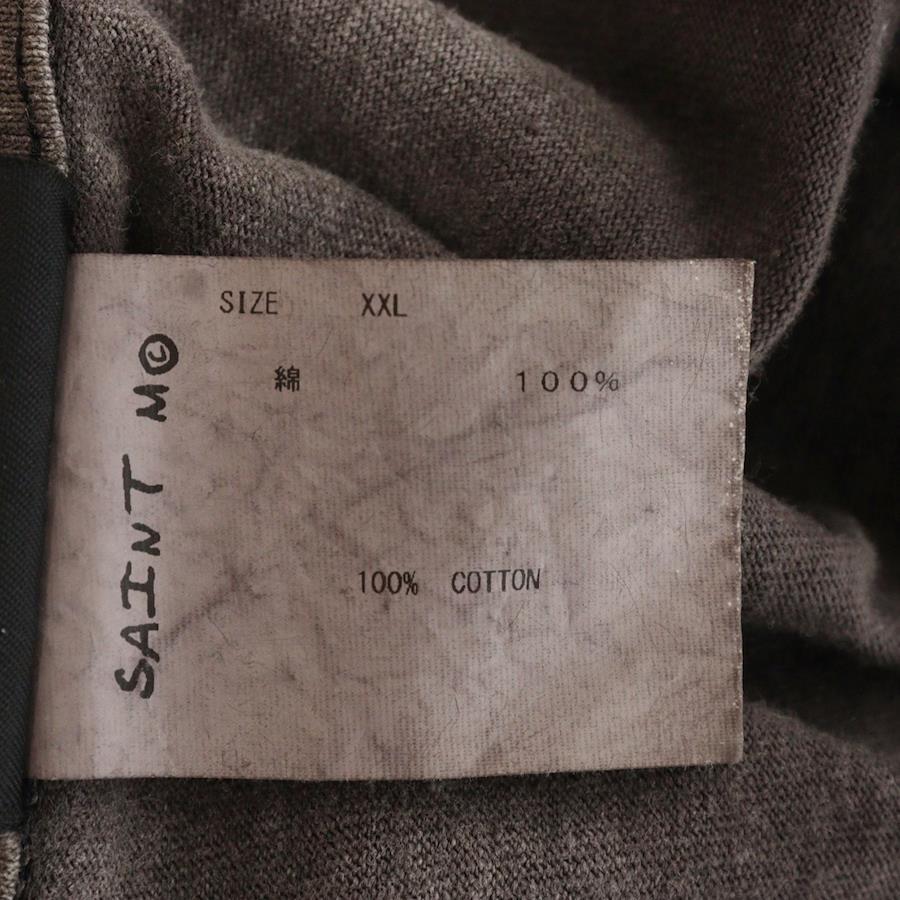 SIZE XXL
綿 100%
100% COTTON
SAINT M©